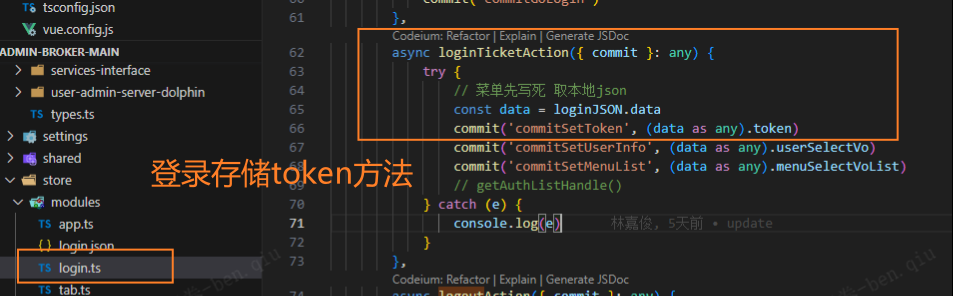 tsconfig.json
vue.config.js
ADMIN-BROKER-MAIN
services-interface
user-admin-server-dolphin
TS types.ts
settings
shared
store
modules
TS app.ts
{ } login.json
TS login.ts
TS tab.ts
61 },
Codeium: Refactor | Explain | Generate JSDoc
62 async loginTicketAction({ commit }: any) {
63 try {
64 // 菜单先写死 取本地json
65 const data = loginJSON.data
66 commit('commitSetToken', (data as any).token)
67 commit('commitSetUserInfo', (data as any).userSelectVo)
68 commit('commitSetMenuList', (data as any).menuSelectVoList)
69 // getAuthListHandle()
70 } catch (e) {
71 console.log(e) 林嘉俊, 5天前 • update
72 }
73 },
Codeium: Refactor | Explain | Generate JSDoc
74 async logoutAction({ commit }: any) {
登录存储token方法